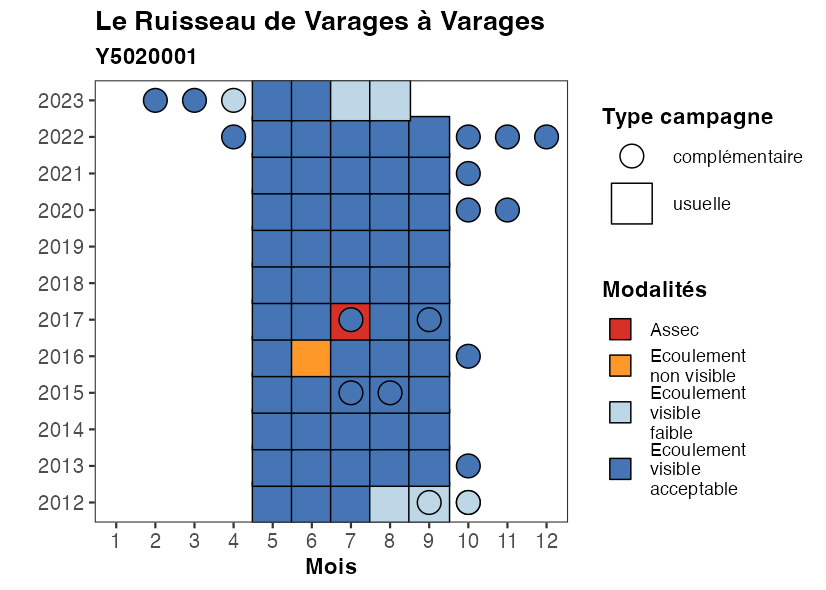 Le Ruisseau de Varages à Varages
Y5020001
2023
2022
2021
2020
2019
2018
2017
2016
2015
2014
2013
2012
1 2 3 4 5 6 7 8 9 10 11 12
Mois
Type campagne
complémentaire
usuelle
Modalités
Assec
Ecoulement
non visible
Ecoulement
visible
faible
Ecoulement
visible
acceptable